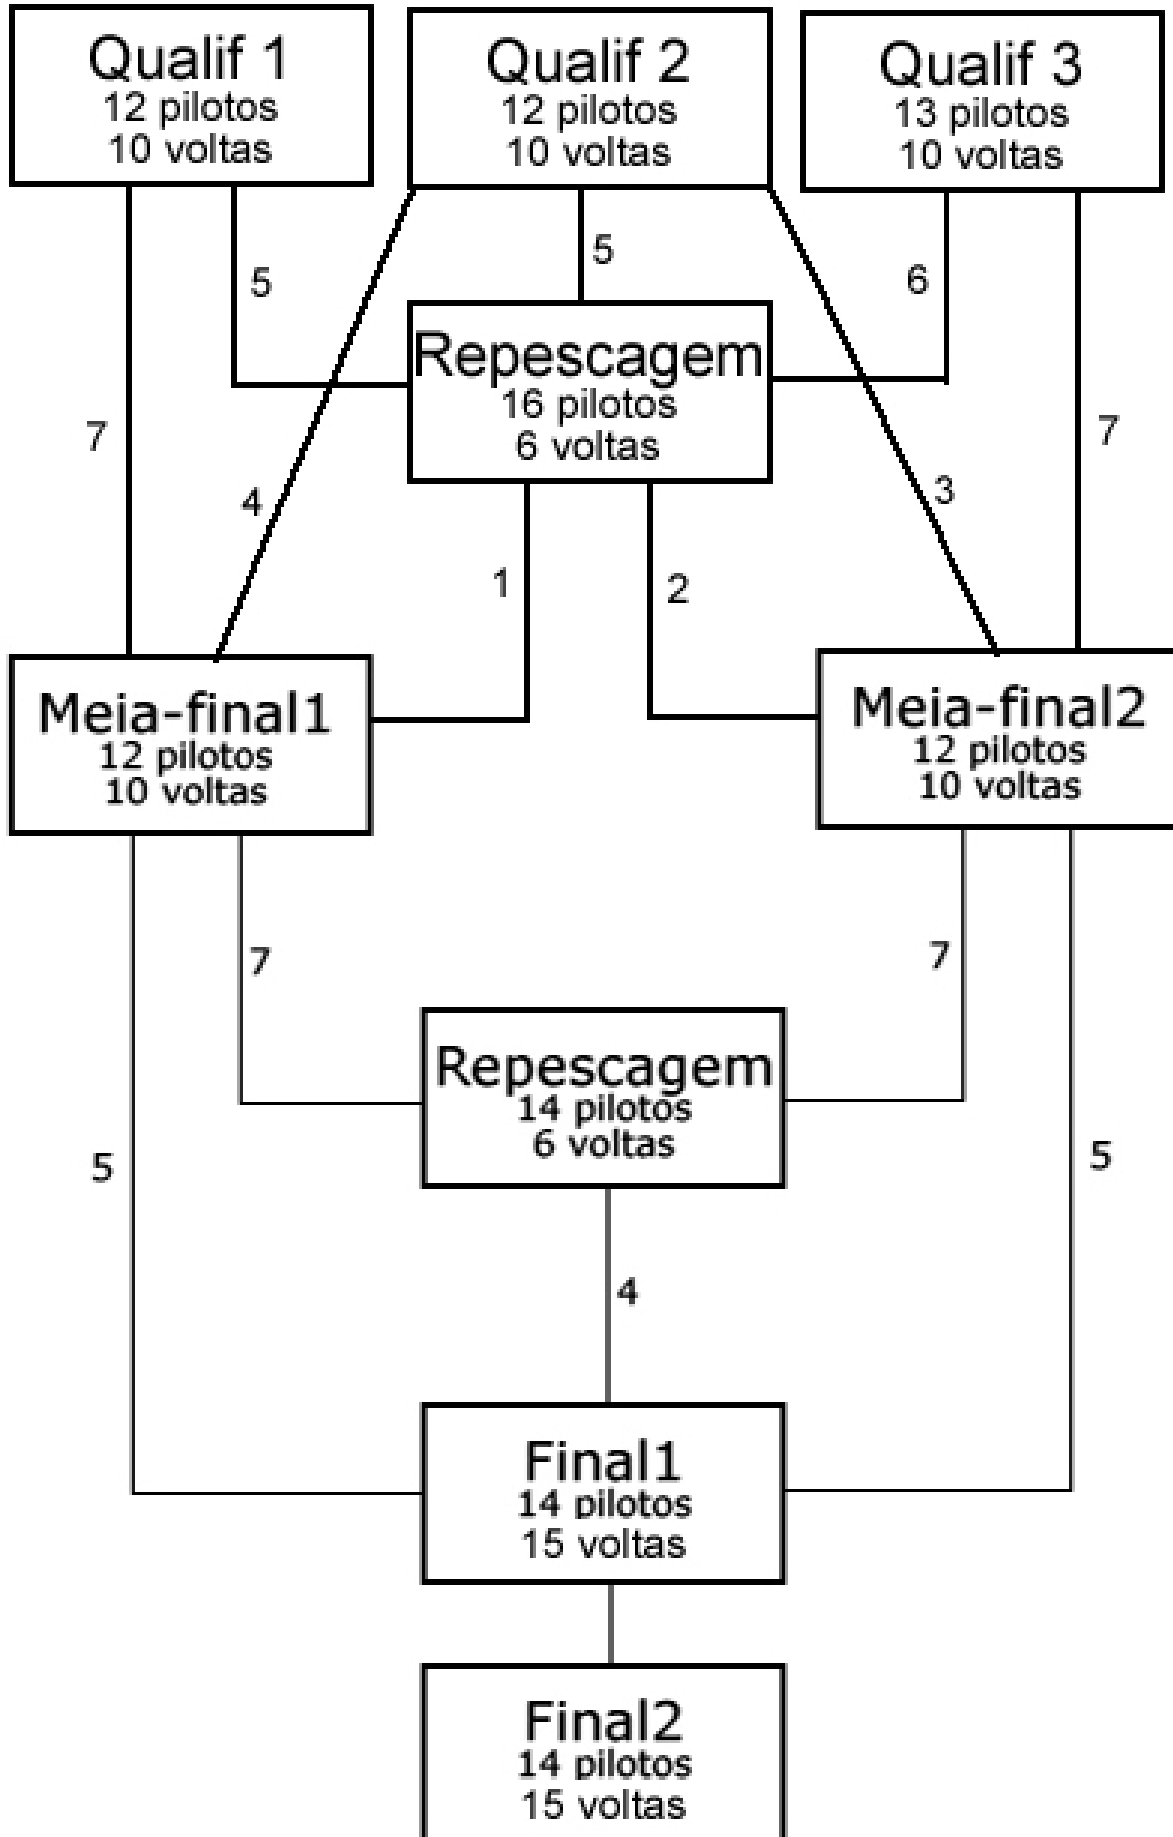 Qualif 1
12 pilotos
10 voltas
Qualif 2
12 pilotos
10 voltas
Qualif 3
13 pilotos
10 voltas
5
5
6
Repescagem
16 pilotos
6 voltas
7
4
3
7
1
2
Meia-final1
12 pilotos
10 voltas
Meia-final2
12 pilotos
10 voltas
7
7
Repescagem
14 pilotos
6 voltas
5
5
4
Final1
14 pilotos
15 voltas
Final2
14 pilotos
15 voltas